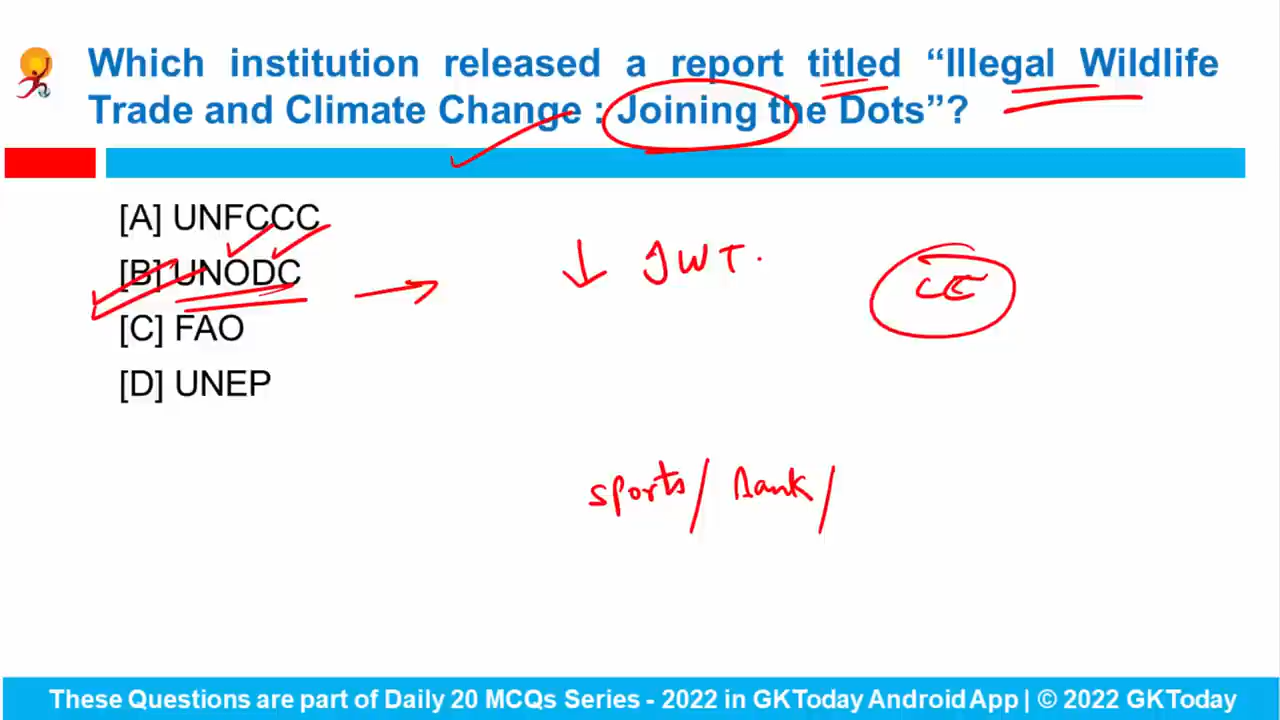 Which institution released a report titled “Illegal Wildlife
Trade and Climate Change : Joining the Dots”?
[A] UNFCCC
[B] UNODC
[C] FAO
[D] UNEP
↓ IWT.
sports/ Rank/
These Questions are part of Daily 20 MCQs Series - 2022 in GKToday Android App | © 2022 GKToday